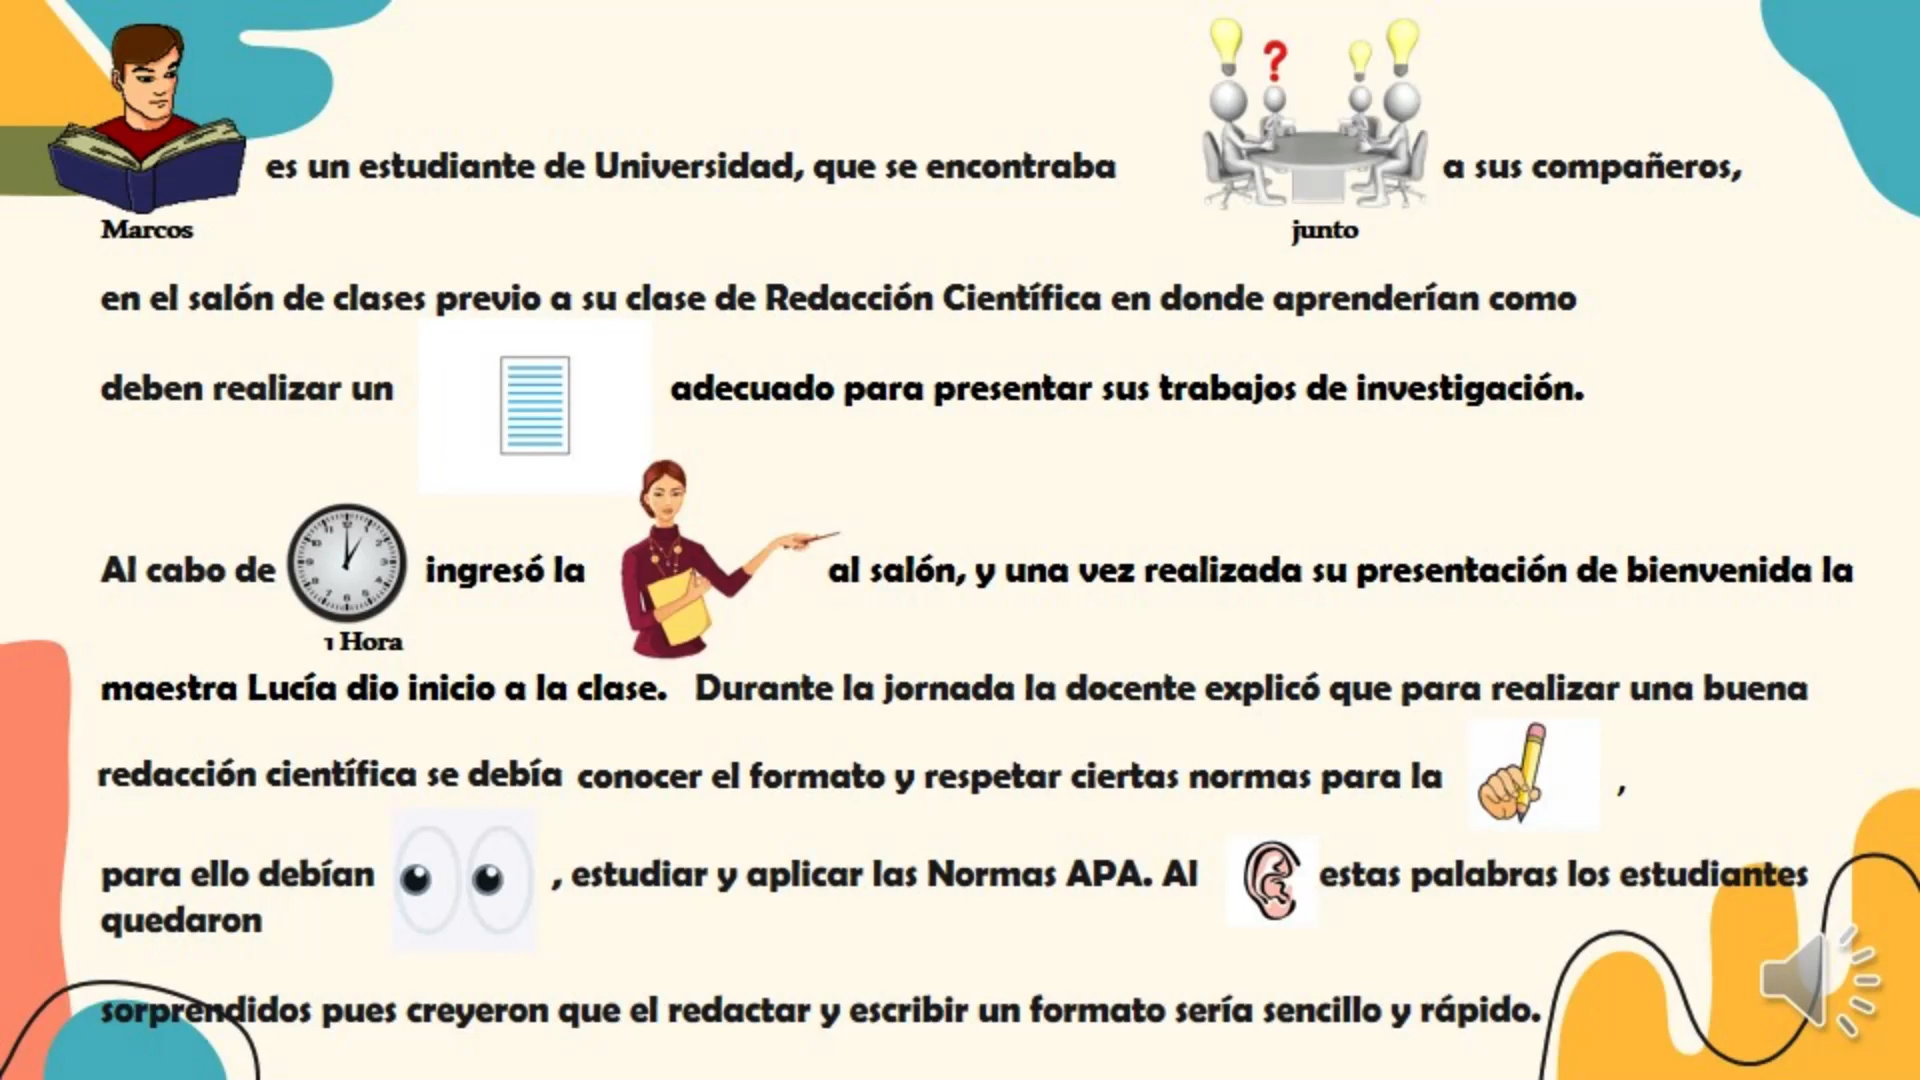 es un estudiante de Universidad, que se encontraba a sus compañeros,
Marcos junto
en el salón de clases previo a su clase de Redacción Científica en donde aprenderían como
deben realizar un adecuado para presentar sus trabajos de investigación.
Al cabo de ingresó la al salón, y una vez realizada su presentación de bienvenida la
1 Hora
maestra Lucía dio inicio a la clase. Durante la jornada la docente explicó que para realizar una buena
redacción científica se debía conocer el formato y respetar ciertas normas para la ,
para ello debían , estudiar y aplicar las Normas APA. Al estas palabras los estudiantes
quedaron
sorprendidos pues creyeron que el redactar y escribir un formato sería sencillo y rápido.